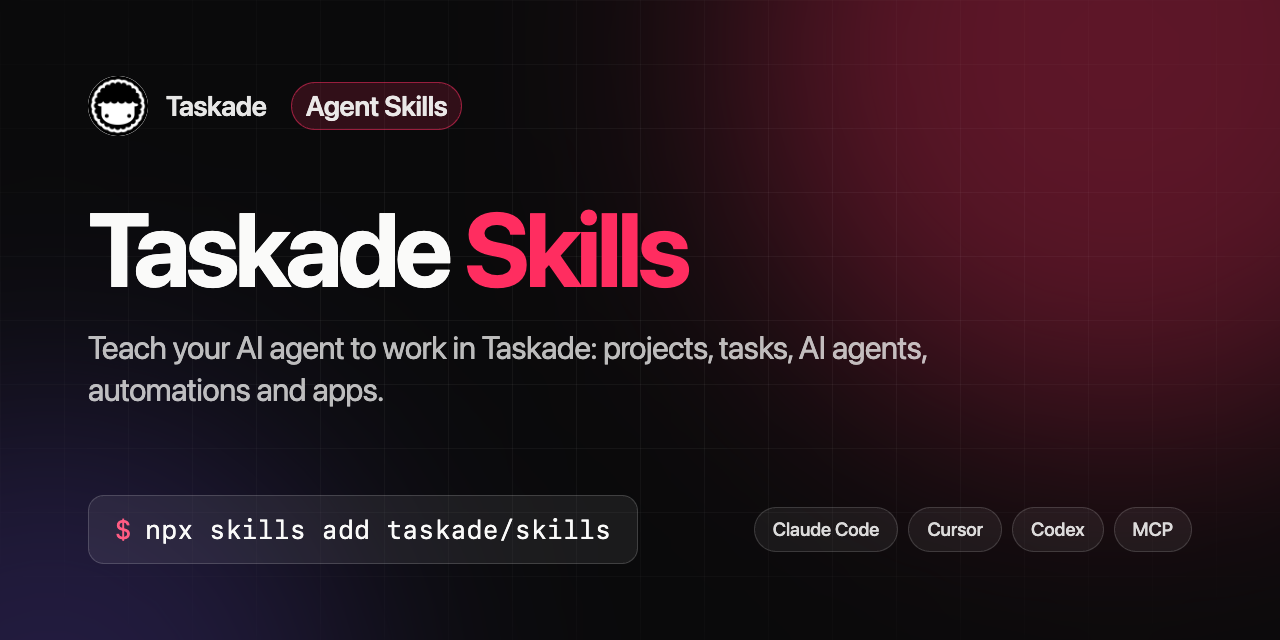 Taskade
Agent Skills
Taskade Skills
Teach your AI agent to work in Taskade: projects, tasks, AI agents,
automations and apps.
$ npx skills add taskade/skills
Claude Code
Cursor
Codex
MCP